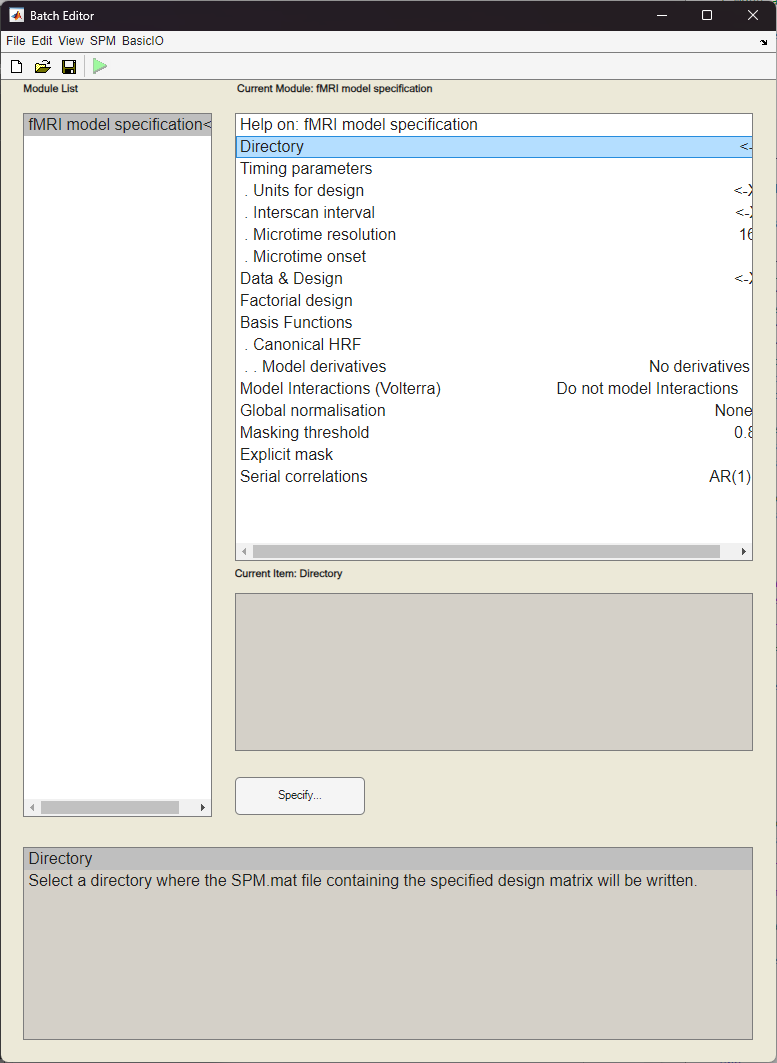 Batch Editor
File Edit View SPM BasicIO
Module List
Current Module: fMRI model specification
fMRI model specification<
Help on: fMRI model specification
Directory <-
Timing parameters
. Units for design <-X
. Interscan interval <-X
. Microtime resolution 16
. Microtime onset
Data & Design <-X
Factorial design
Basis Functions
. Canonical HRF
. . Model derivatives No derivatives
Model Interactions (Volterra) Do not model Interactions
Global normalisation None
Masking threshold 0.8
Explicit mask
Serial correlations AR(1)
Current Item: Directory
Specify...
Directory
Select a directory where the SPM.mat file containing the specified design matrix will be written.